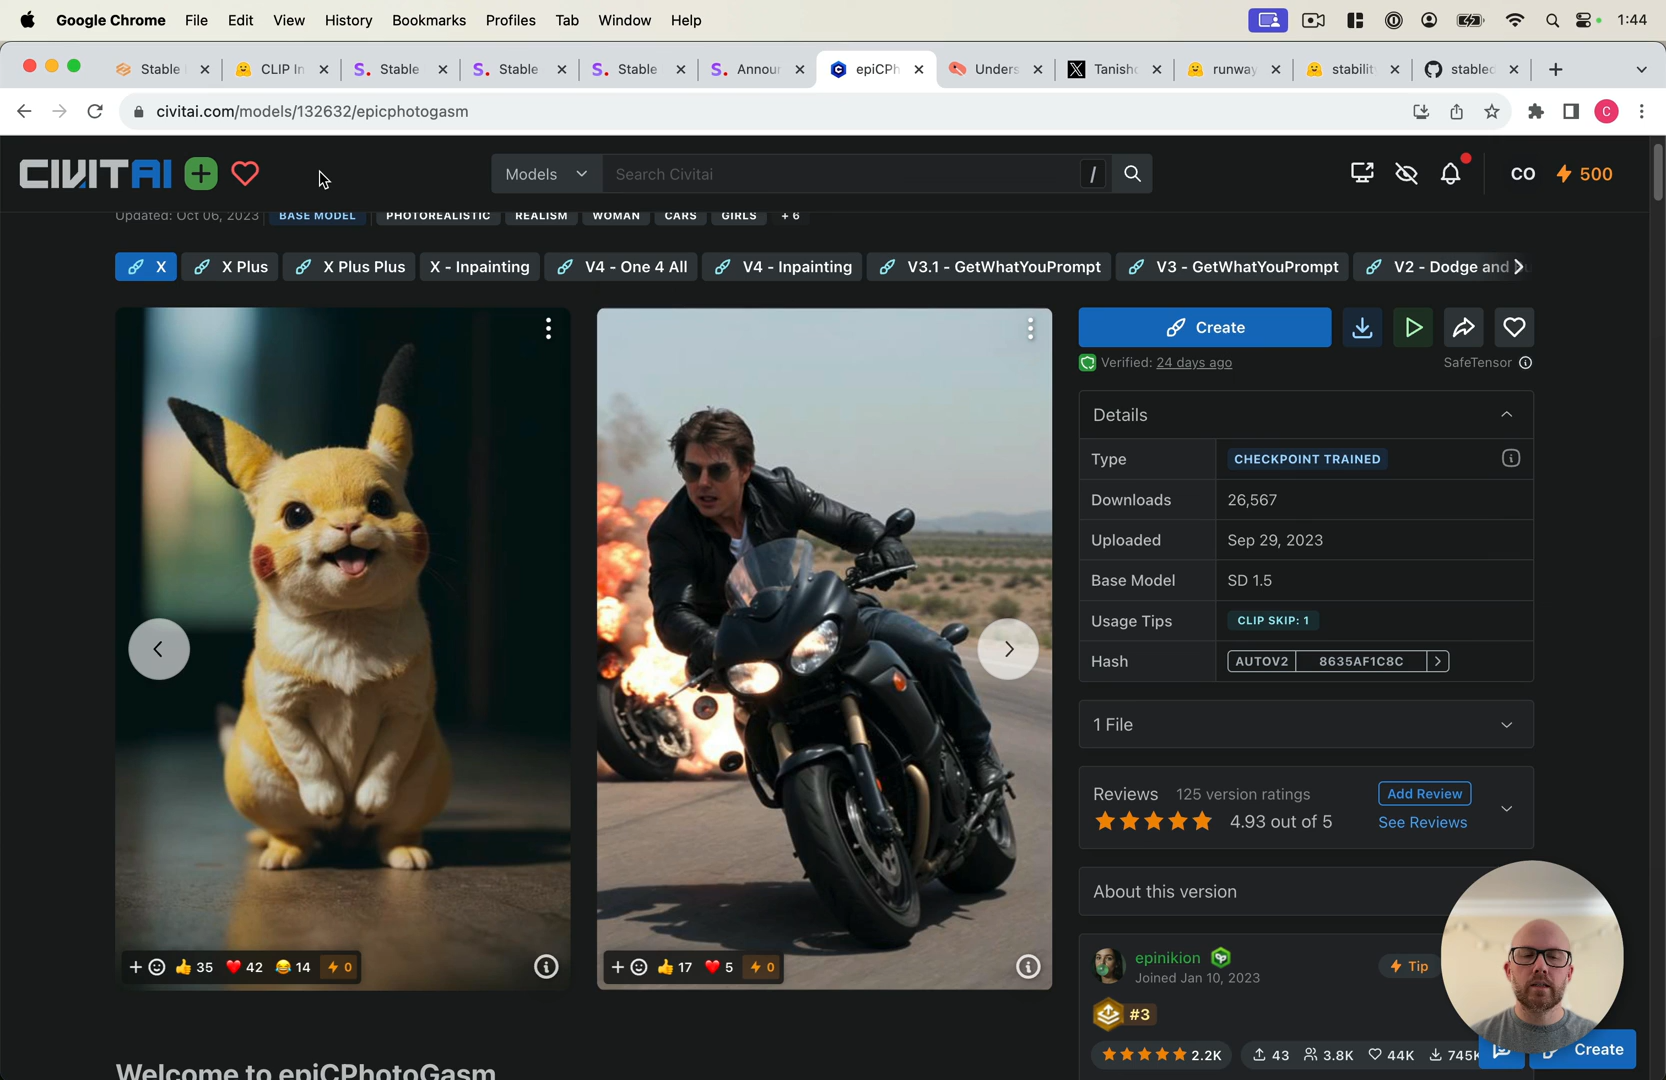 Google Chrome File Edit View History Bookmarks Profiles Tab Window Help 1:44
Stable CLIP In S. Stable S. Stable S. Stable S. Annour epiCPh Unders Tanish runway stabilit stabled
civitai.com/models/132632/epicphotogasm C
CIVITAI Models Search Civitai / CO 500
Updated: Oct 06, 2023 BASE MODEL PHOTOREALISTIC REALISM WOMAN CARS GIRLS + 6
X X Plus X Plus Plus X - Inpainting V4 - One 4 All V4 - Inpainting V3.1 - GetWhatYouPrompt V3 - GetWhatYouPrompt V2 - Dodge and
Create
Verified: 24 days ago SafeTensor
Details
Type CHECKPOINT TRAINED
Downloads 26,567
Uploaded Sep 29, 2023
Base Model SD 1.5
Usage Tips CLIP SKIP: 1
Hash AUTOV2 8635AF1C8C
1 File
Reviews 125 version ratings Add Review
4.93 out of 5 See Reviews
About this version
35 42 14 0
17 5 0
epinikion Tip
Joined Jan 10, 2023
#3
2.2K 43 3.8K 44K 745K
Create
Welcome to epiCPhotoGasm